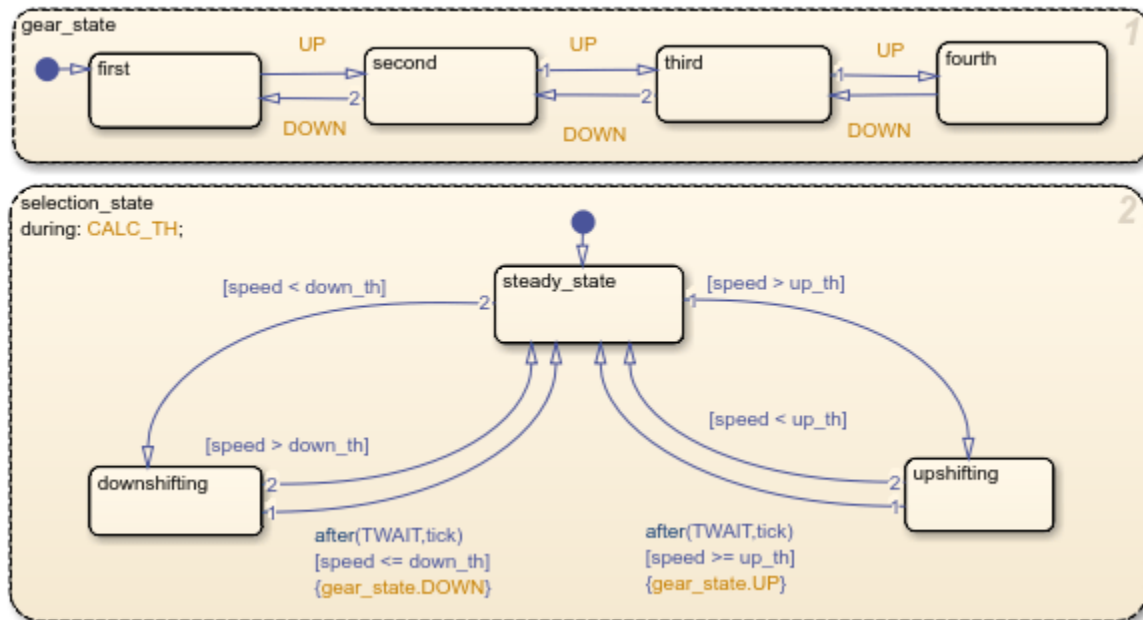 gear_state
1
UP
UP
UP
first
second
third
fourth
1
1
2
2
DOWN
DOWN
DOWN
selection_state
2
during: CALC_TH;
steady_state
[speed < down_th]
[speed > up_th]
2
1
[speed > down_th]
[speed < up_th]
downshifting
upshifting
2
2
1
1
after(TWAIT,tick)
[speed <= down_th]
{gear_state.DOWN}
after(TWAIT,tick)
[speed >= up_th]
{gear_state.UP}